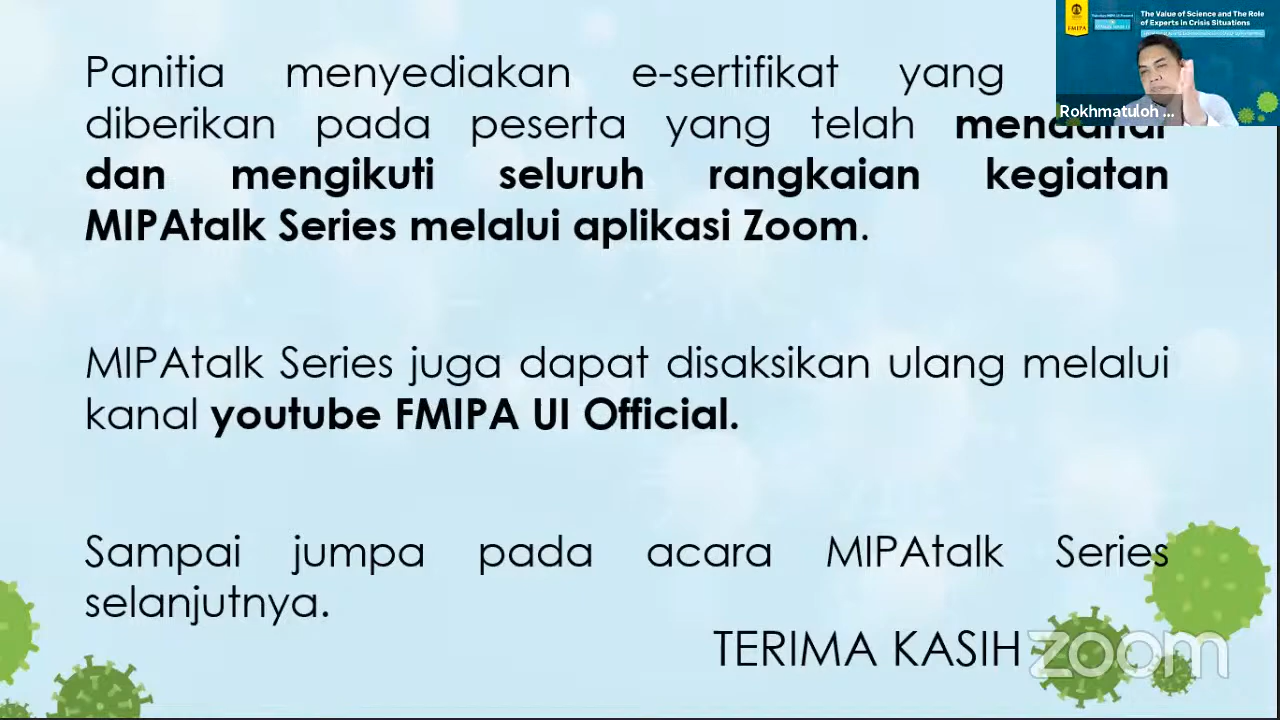 Panitia menyediakan e-sertifikat yang
diberikan pada peserta yang telah
dan mengikuti seluruh rangkaian kegiatan
MIPAtalk Series melalui aplikasi Zoom.
MIPAtalk Series juga dapat disaksikan ulang melalui
kanal youtube FMIPA UI Official.
Sampai jumpa pada acara MIPAtalk Series
selanjutnya.
TERIMA KASIH
zoom
FMIPA
The Value of Science and The Role
of Experts in Crisis Situations
Rokhmatuloh ...